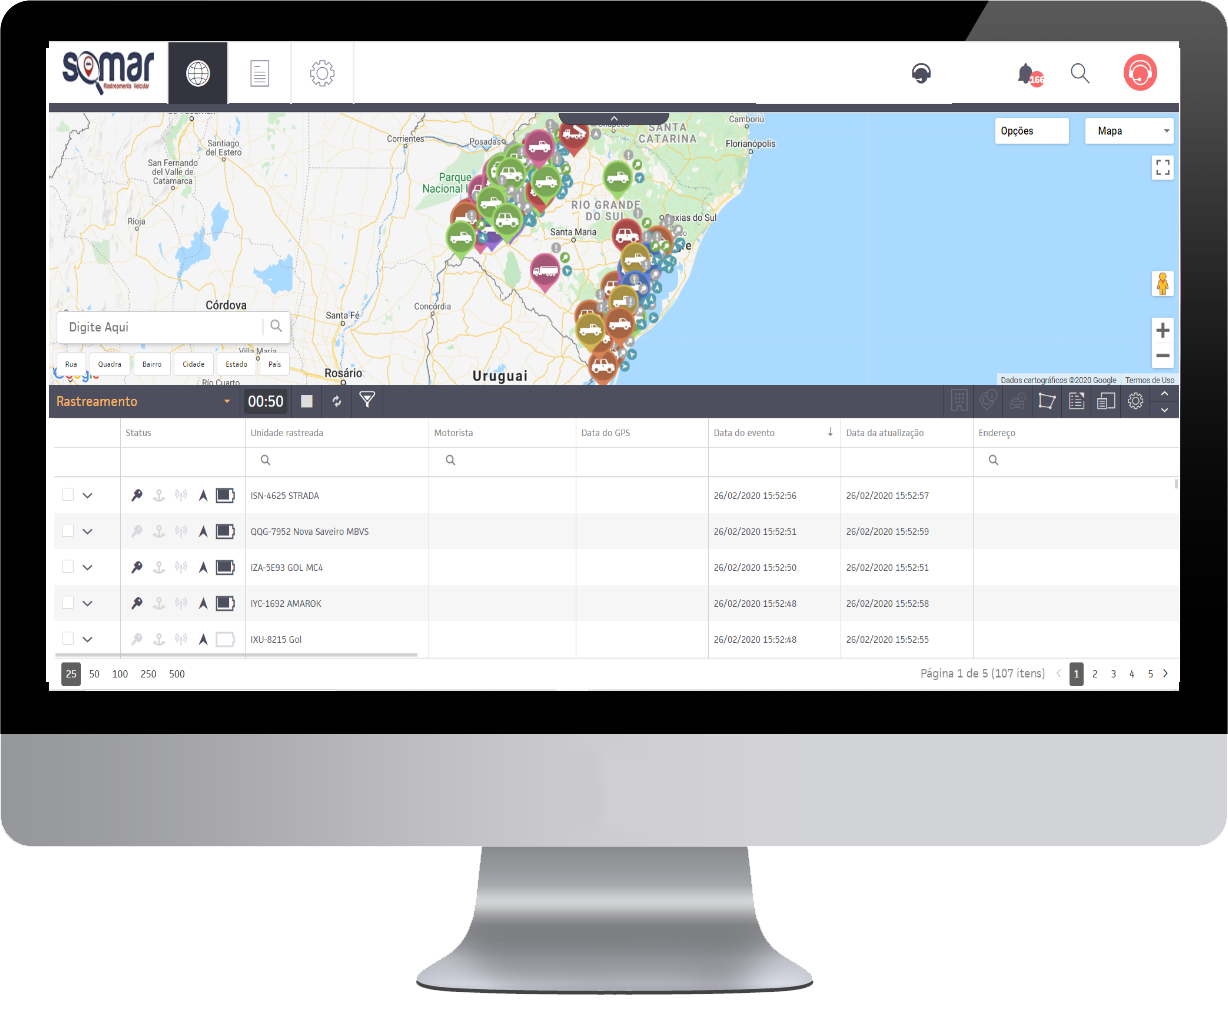 somar
Rastreamento Veicular
166
Santiago
del Estero
San Fernando
del Valle de
Catamarca
Rioja
Corrientes
Posadas
Parque
Nacional I
SANTA
CATARINA
Camboriú
Florianópolis
RIO GRANDE
DO SUL
Santa María
axias do Sul
Córdova
Santa Fé
Concórdia
Villa María
Río Cuarto
Rosário
Uruguai
Opções
Mapa
Digite Aqui
Rua Quadra Bairro Cidade Estado País
Google
Dados cartográficos ©2020 Google Termos de Uso
Rastreamento 00:50
Status Unidade rastreada Motorista Data do GPS Data do evento Data da atualização Endereço
ISN-4625 STRADA 26/02/2020 15:52:56 26/02/2020 15:52:57
QQG-7952 Nova Saveiro MBVS 26/02/2020 15:52:51 26/02/2020 15:52:59
IZA-5E93 GOL MC4 26/02/2020 15:52:50 26/02/2020 15:52:51
IYC-1692 AMAROK 26/02/2020 15:52:48 26/02/2020 15:52:58
IXU-8215 Gol 26/02/2020 15:52:48 26/02/2020 15:52:55
25 50 100 250 500 Página 1 de 5 (107 itens) 1 2 3 4 5